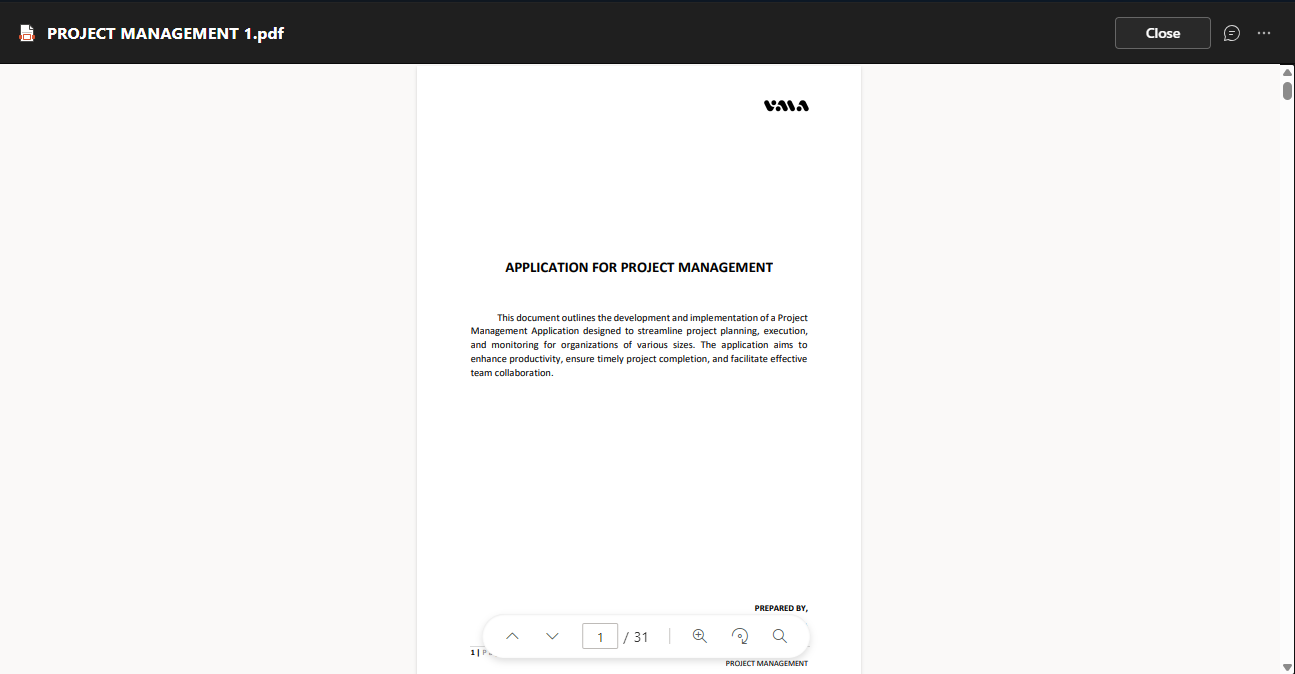 PROJECT MANAGEMENT 1.pdf
Close
VMA
APPLICATION FOR PROJECT MANAGEMENT
This document outlines the development and implementation of a Project
Management Application designed to streamline project planning, execution,
and monitoring for organizations of various sizes. The application aims to
enhance productivity, ensure timely project completion, and facilitate effective
team collaboration.
PREPARED BY,
1 / 31
1 | P
PROJECT MANAGEMENT